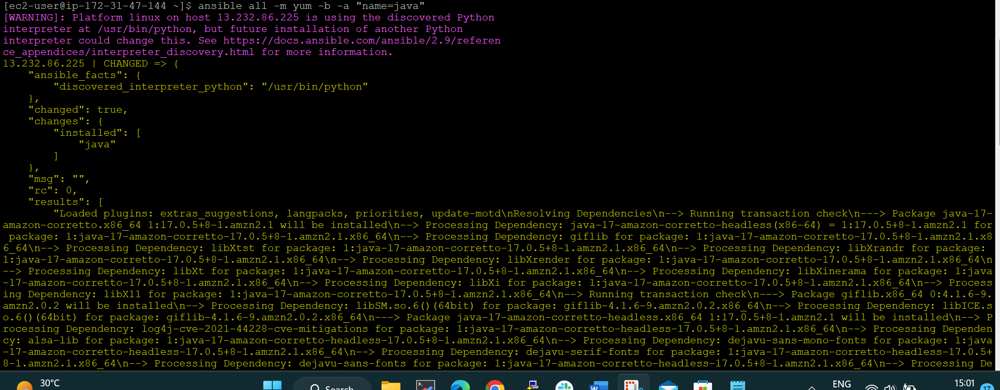 [ec2-user@ip-172-31-47-144 ~]$ ansible all -m yum -b -a "name=java"
[WARNING]: Platform linux on host 13.232.86.225 is using the discovered Python
interpreter at /usr/bin/python, but future installation of another Python
interpreter could change this. See https://docs.ansible.com/ansible/2.9/referen
ce_appendices/interpreter_discovery.html for more information.
13.232.86.225 | CHANGED => {
    "ansible_facts": {
        "discovered_interpreter_python": "/usr/bin/python"
    },
    "changed": true,
    "changes": {
        "installed": [
            "java"
        ]
    },
    "msg": "",
    "rc": 0,
    "results": [
        "Loaded plugins: extras_suggestions, langpacks, priorities, update-motd\nResolving Dependencies\n--> Running transaction check\n---> Package java-17-
amazon-corretto.x86_64 1:17.0.5+8-1.amzn2.1 will be installed\n--> Processing Dependency: java-17-amazon-corretto-headless(x86-64) = 1:17.0.5+8-1.amzn2.1 for
 package: 1:java-17-amazon-corretto-17.0.5+8-1.amzn2.1.x86_64\n--> Processing Dependency: giflib for package: 1:java-17-amazon-corretto-17.0.5+8-1.amzn2.1.x8
6_64\n--> Processing Dependency: libXtst for package: 1:java-17-amazon-corretto-17.0.5+8-1.amzn2.1.x86_64\n--> Processing Dependency: libXrandr for package:
1:java-17-amazon-corretto-17.0.5+8-1.amzn2.1.x86_64\n--> Processing Dependency: libXrender for package: 1:java-17-amazon-corretto-17.0.5+8-1.amzn2.1.x86_64\n
--> Processing Dependency: libXt for package: 1:java-17-amazon-corretto-17.0.5+8-1.amzn2.1.x86_64\n--> Processing Dependency: libXinerama for package: 1:java
-17-amazon-corretto-17.0.5+8-1.amzn2.1.x86_64\n--> Processing Dependency: libXi for package: 1:java-17-amazon-corretto-17.0.5+8-1.amzn2.1.x86_64\n--> Process
ing Dependency: libX11 for package: 1:java-17-amazon-corretto-17.0.5+8-1.amzn2.1.x86_64\n--> Running transaction check\n---> Package giflib.x86_64 0:4.1.6-9.
amzn2.0.2 will be installed\n--> Processing Dependency: libSM.so.6()(64bit) for package: giflib-4.1.6-9.amzn2.0.2.x86_64\n--> Processing Dependency: libICE.s
o.6()(64bit) for package: giflib-4.1.6-9.amzn2.0.2.x86_64\n---> Package java-17-amazon-corretto-headless.x86_64 1:17.0.5+8-1.amzn2.1 will be installed\n--> P
rocessing Dependency: log4j-cve-2021-44228-cve-mitigations for package: 1:java-17-amazon-corretto-headless-17.0.5+8-1.amzn2.1.x86_64\n--> Processing Dependen
cy: alsa-lib for package: 1:java-17-amazon-corretto-headless-17.0.5+8-1.amzn2.1.x86_64\n--> Processing Dependency: dejavu-sans-mono-fonts for package: 1:java
-17-amazon-corretto-headless-17.0.5+8-1.amzn2.1.x86_64\n--> Processing Dependency: dejavu-serif-fonts for package: 1:java-17-amazon-corretto-headless-17.0.5+
8-1.amzn2.1.x86_64\n--> Processing Dependency: dejavu-sans-fonts for package: 1:java-17-amazon-corretto-headless-17.0.5+8-1.amzn2.1.x86_64\n--> Processing De
30°C
Search
W
ENG
15:01
17